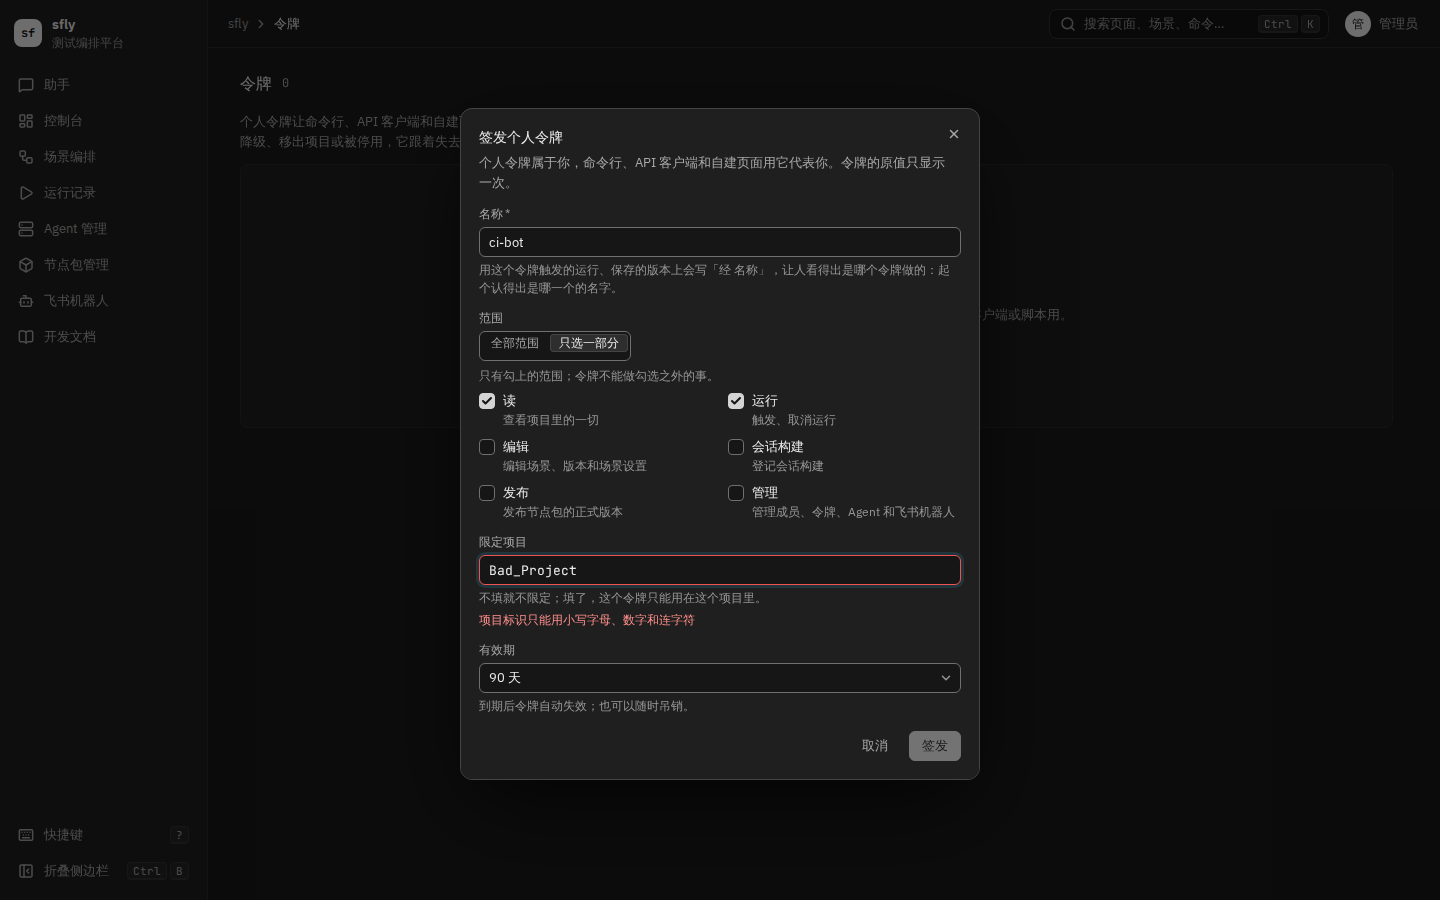 sf
sfly
测试编排平台
助手
控制台
场景编排
运行记录
Agent 管理
节点包管理
飞书机器人
开发文档
快捷键
?
折叠侧边栏
Ctrl
B
sfly
令牌
搜索页面、场景、命令...
Ctrl
K
管
管理员
令牌
0
个人令牌让命令行、API 客户端和自建
降级、移出项目或被停用，它跟着失去
户端或脚本用。
签发个人令牌
个人令牌属于你，命令行、API 客户端和自建页面用它代表你。令牌的原值只显示
一次。
名称 *
ci-bot
用这个令牌触发的运行、保存的版本上会写「经 名称」，让人看得出是哪个令牌做的：起
个认得出是哪一个的名字。
范围
全部范围
只选一部分
只有勾上的范围；令牌不能做勾选之外的事。
读
查看项目里的一切
运行
触发、取消运行
编辑
编辑场景、版本和场景设置
会话构建
登记会话构建
发布
发布节点包的正式版本
管理
管理成员、令牌、Agent 和飞书机器人
限定项目
Bad_Project
不填就不限定；填了，这个令牌只能用在这个项目里。
项目标识只能用小写字母、数字和连字符
有效期
90 天
到期后令牌自动失效；也可以随时吊销。
取消
签发